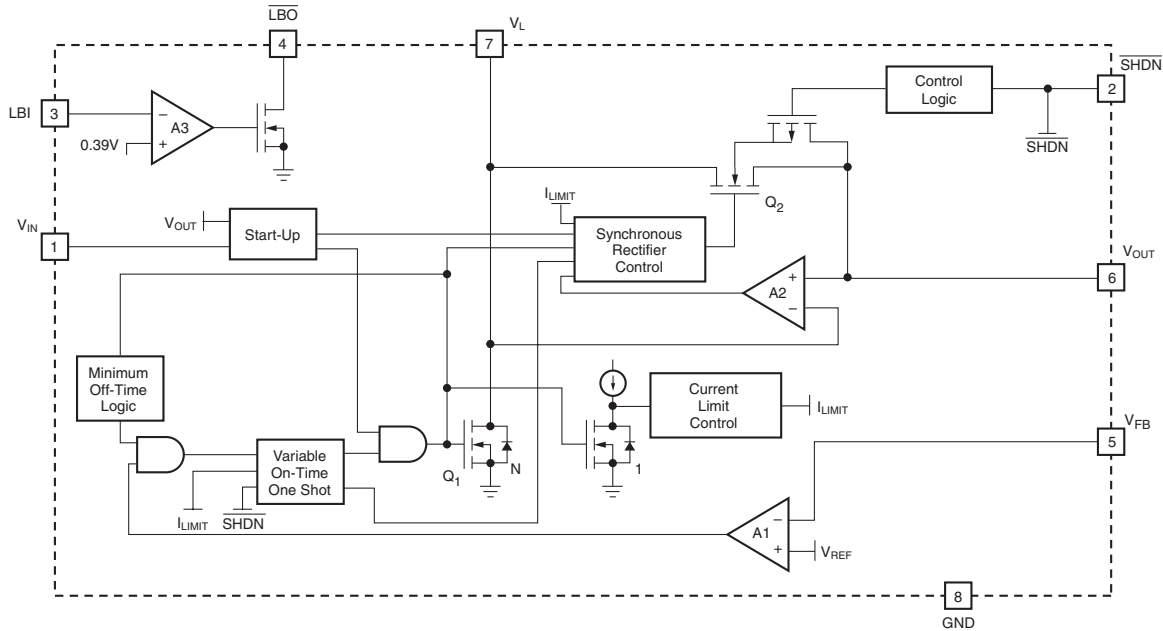 LBO
4
VL
7
SHDN
2
Control
Logic
SHDN
LBI
3
−
A3
+
0.39V
Q2
ILIMIT
VIN
1
VOUT
Start-Up
Synchronous
Rectifier
Control
+
A2
−
VOUT
6
Minimum
Off-Time
Logic
Current
Limit
Control
ILIMIT
VFB
5
Variable
On-Time
One Shot
Q1
N
1
ILIMIT
SHDN
−
A1
+
VREF
8
GND